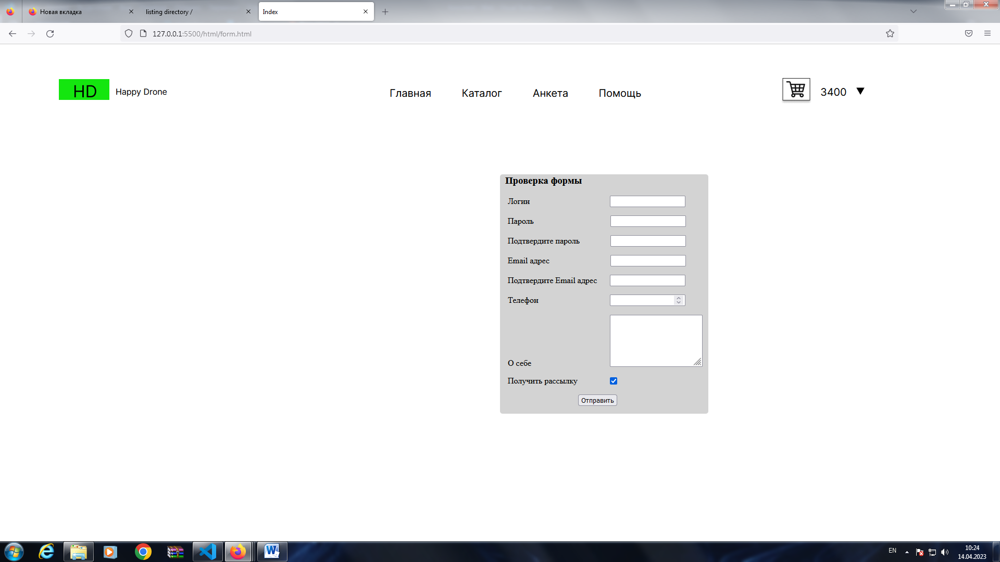 Новая вкладка
listing directory /
Index
127.0.0.1:5500/html/form.html
HD
Happy Drone
Главная
Каталог
Анкета
Помощь
3400
Проверка формы
Логин
Пароль
Подтвердите пароль
Email адрес
Подтвердите Email адрес
Телефон
О себе
Получить рассылку
Отправить
EN
10:24
14.04.2023